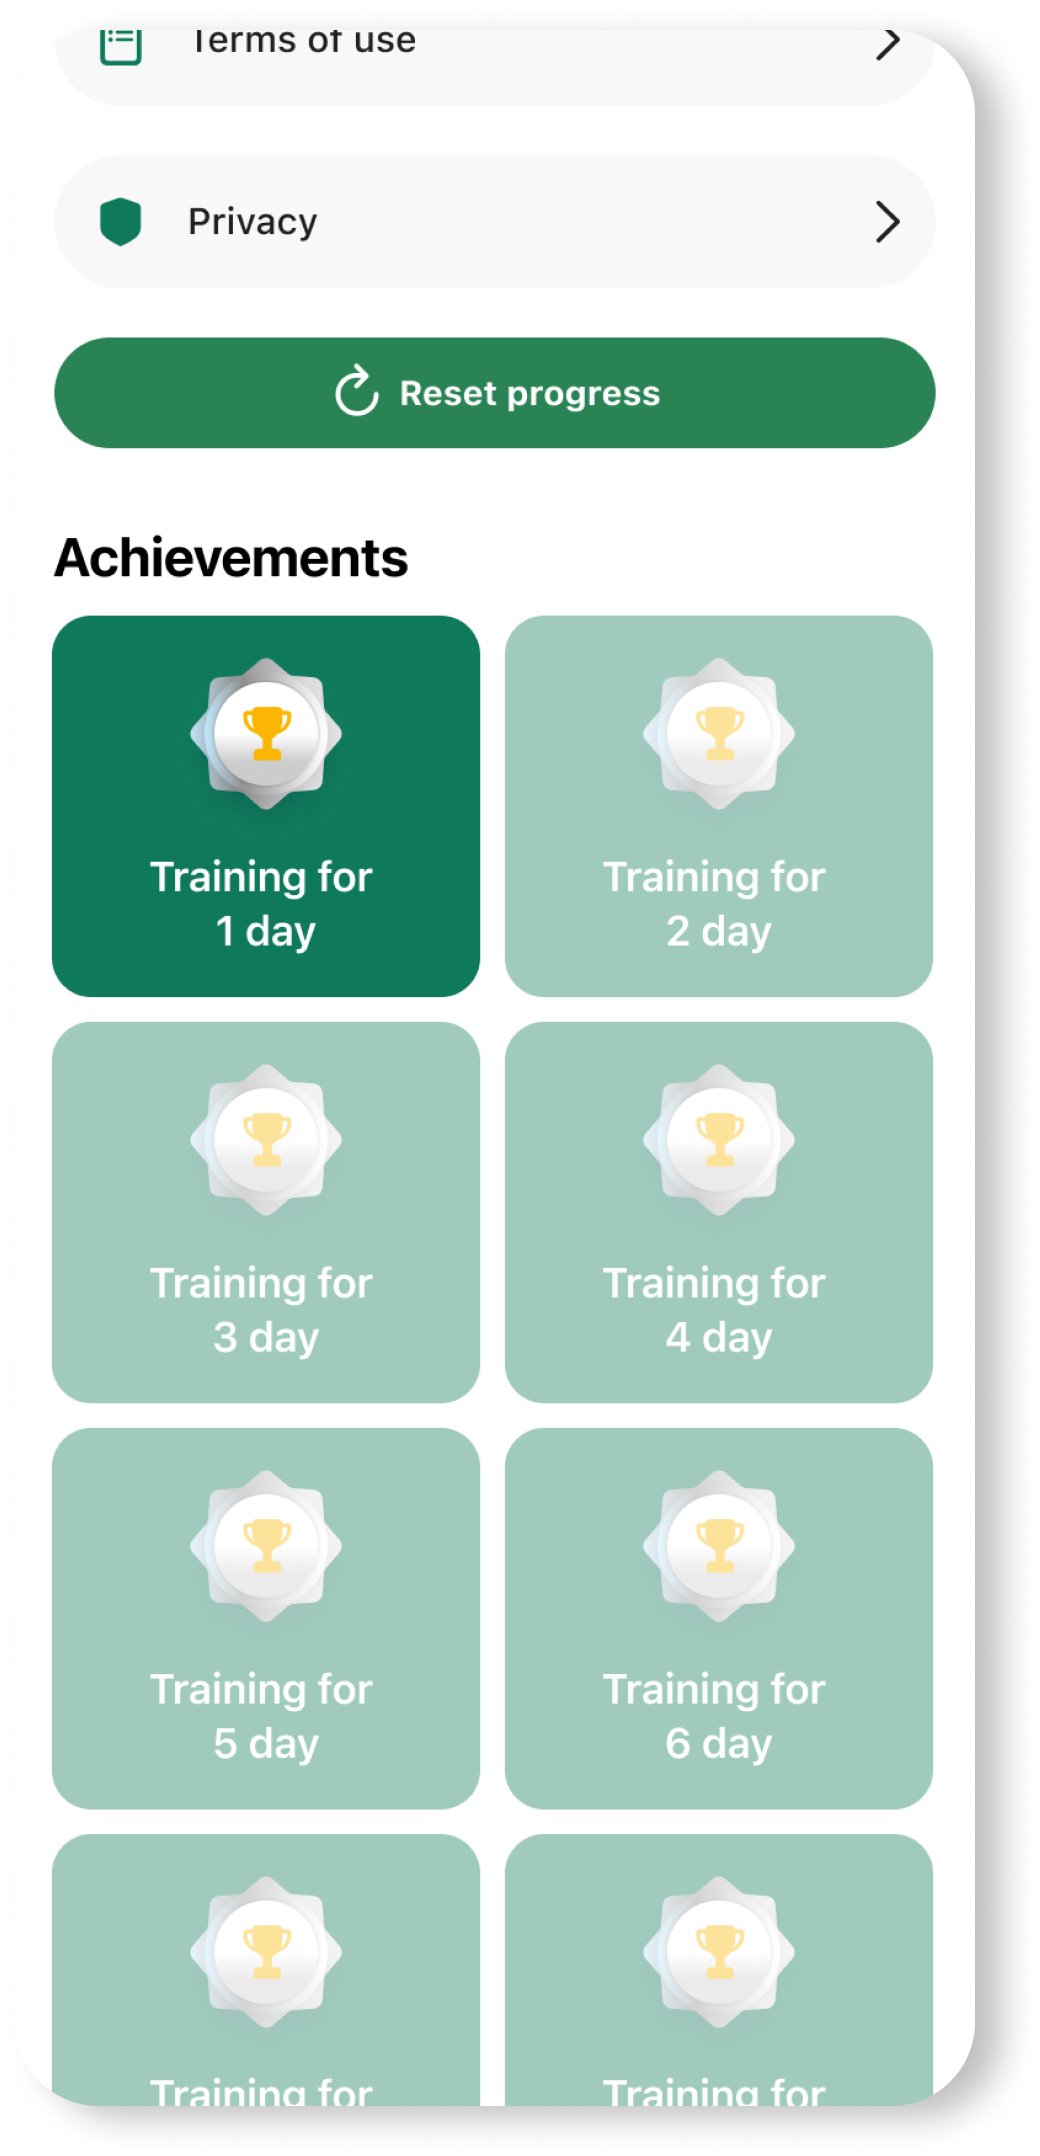 Terms of use
Privacy
Reset progress
Achievements
Training for
1 day
Training for
2 day
Training for
3 day
Training for
4 day
Training for
5 day
Training for
6 day
Training for
Training for